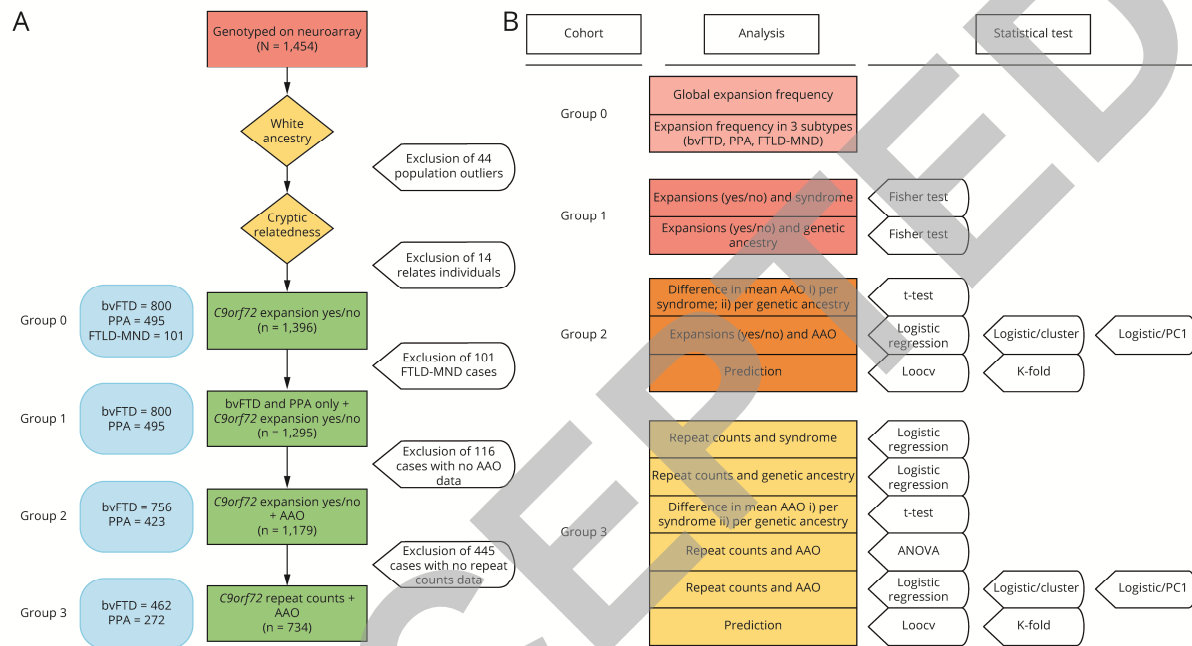 A
Genotyped on neuroarray
(N = 1,454)
White
ancestry
Exclusion of 44
population outliers
Cryptic
relatedness
Exclusion of 14
relates individuals
Group 0
bvFTD = 800
PPA = 495
FTLD-MND = 101
C9orf72 expansion yes/no
(n = 1,396)
Exclusion of 101
FTLD-MND cases
Group 1
bvFTD = 800
PPA = 495
bvFTD and PPA only +
C9orf72 expansion yes/no
(n = 1,295)
Exclusion of 116
cases with no AAO
data
Group 2
bvFTD = 756
PPA = 423
C9orf72 expansion yes/no
+ AAO
(n = 1,179)
Exclusion of 445
cases with no repeat
counts data
Group 3
bvFTD = 462
PPA = 272
C9orf72 repeat counts +
AAO
(n = 734)
B
Cohort
Analysis
Statistical test
Group 0
Global expansion frequency
Expansion frequency in 3 subtypes
(bvFTD, PPA, FTLD-MND)
Group 1
Expansions (yes/no) and syndrome
Fisher test
Expansions (yes/no) and genetic
ancestry
Fisher test
Group 2
Difference in mean AAO i) per
syndrome; ii) per genetic ancestry
t-test
Expansions (yes/no) and AAO
Logistic
regression
Logistic/cluster
Logistic/PC1
Prediction
Loocv
K-fold
Group 3
Repeat counts and syndrome
Logistic
regression
Repeat counts and genetic ancestry
Logistic
regression
Difference in mean AAO i) per
syndrome ii) per genetic ancestry
t-test
Repeat counts and AAO
ANOVA
Repeat counts and AAO
Logistic
regression
Logistic/cluster
Logistic/PC1
Prediction
Loocv
K-fold
CEPTED